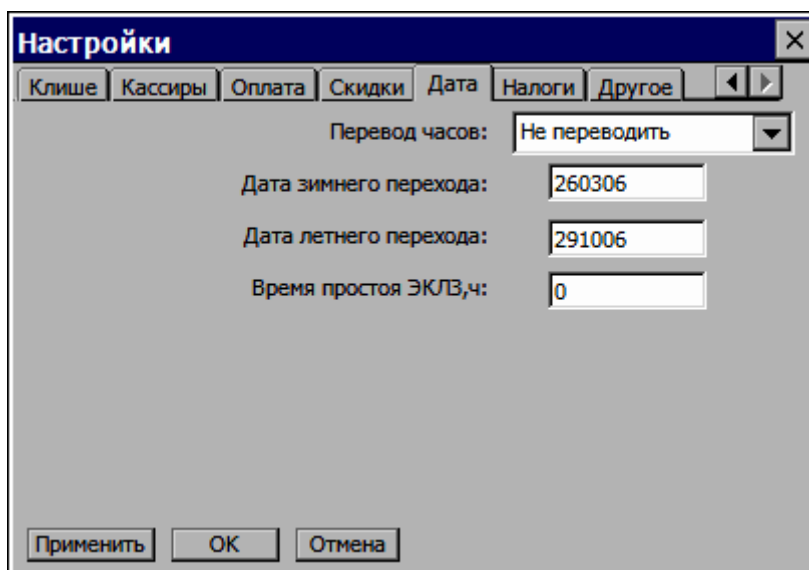 Настройки
Клише Кассиры Оплата Скидки Дата Налоги Другое
Перевод часов: Не переводить
Дата зимнего перехода: 260306
Дата летнего перехода: 291006
Время простоя ЭКЛЗ,ч: 0
Применить OK Отмена